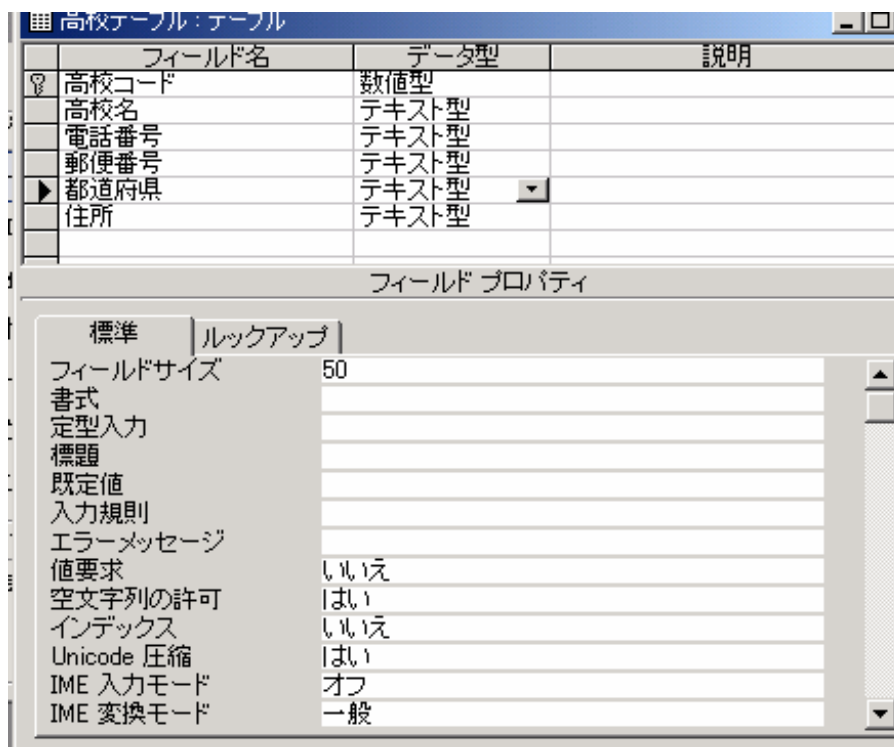 高校テーブル : テーブル
フィールド名 データ型 説明
高校コード 数値型
高校名 テキスト型
電話番号 テキスト型
郵便番号 テキスト型
都道府県 テキスト型
住所 テキスト型
フィールド プロパティ
標準 ルックアップ
フィールドサイズ 50
書式
定型入力
標題
既定値
入力規則
エラーメッセージ
値要求 いいえ
空文字列の許可 はい
インデックス いいえ
Unicode 圧縮 はい
IME 入力モード オフ
IME 変換モード 一般